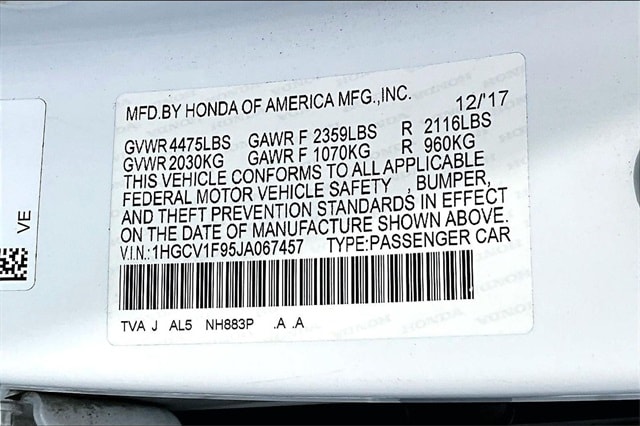 MFD.BY HONDA OF AMERICA MFG.,INC. 12/'17
GVWR 4475LBS GAWR F 2359LBS R 2116LBS
GVWR 2030KG GAWR F 1070KG R 960KG
THIS VEHICLE CONFORMS TO ALL APPLICABLE
FEDERAL MOTOR VEHICLE SAFETY , BUMPER,
AND THEFT PREVENTION STANDARDS IN EFFECT
ON THE DATE OF MANUFACTURE SHOWN ABOVE.
V.I.N.:1HGCV1F95JA067457 TYPE:PASSENGER CAR
TVA J AL5 NH883P .A .A
VE